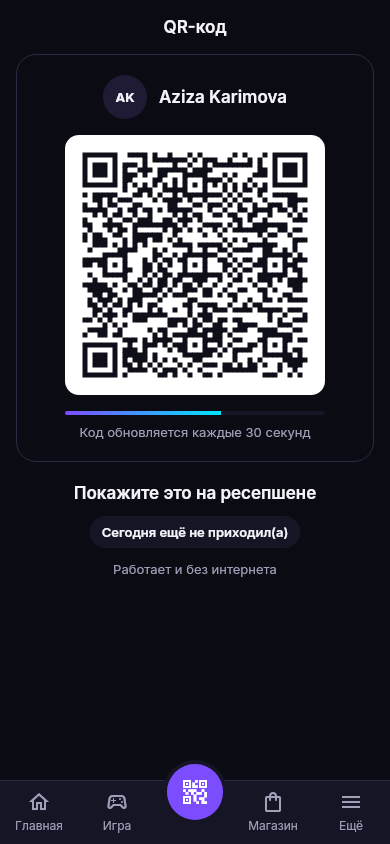 QR-код
AK
Aziza Karimova
Код обновляется каждые 30 секунд
Покажите это на ресепшене
Сегодня ещё не приходил(а)
Работает и без интернета
Главная
Игра
Магазин
Ещё